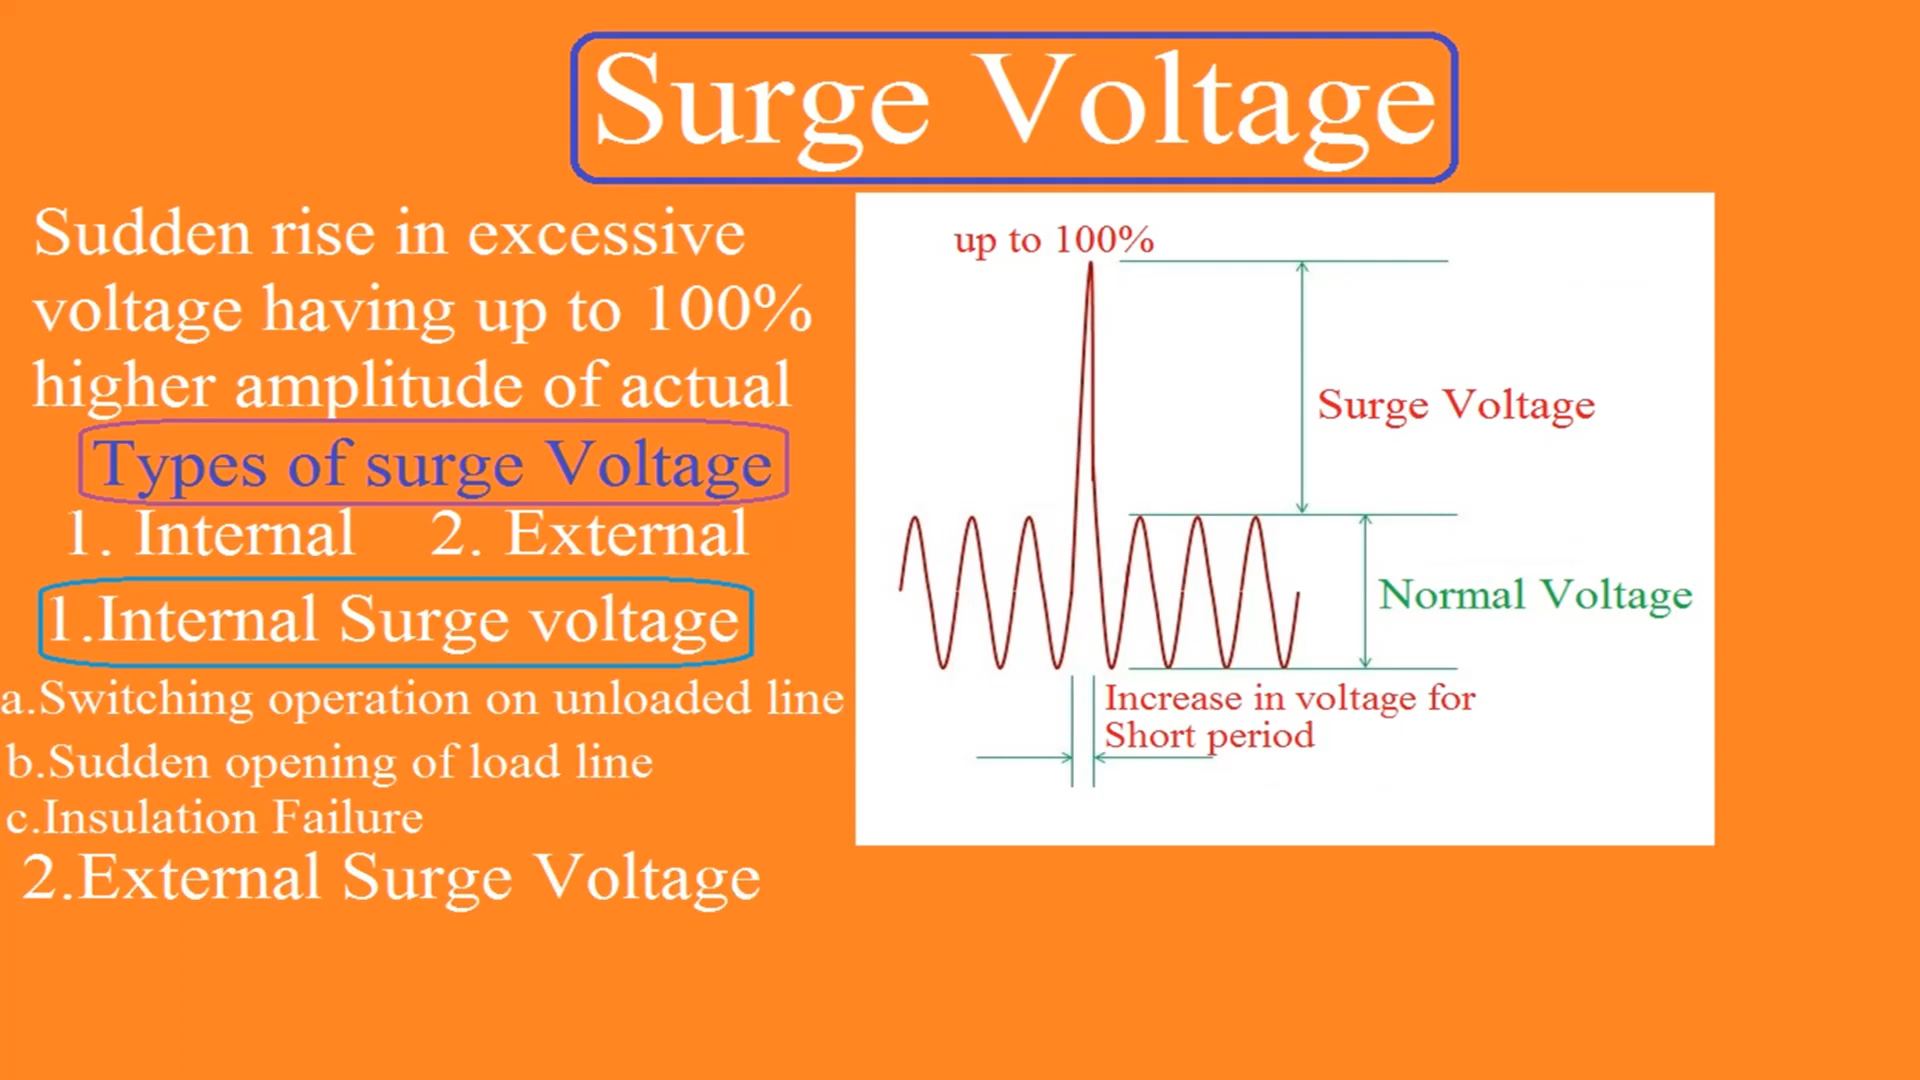 Surge Voltage
Sudden rise in excessive
voltage having up to 100%
higher amplitude of actual
Types of surge Voltage
1. Internal 2. External
1.Internal Surge voltage
a.Switching operation on unloaded line
b.Sudden opening of load line
c.Insulation Failure
2.External Surge Voltage
up to 100%
Surge Voltage
Normal Voltage
Increase in voltage for
Short period